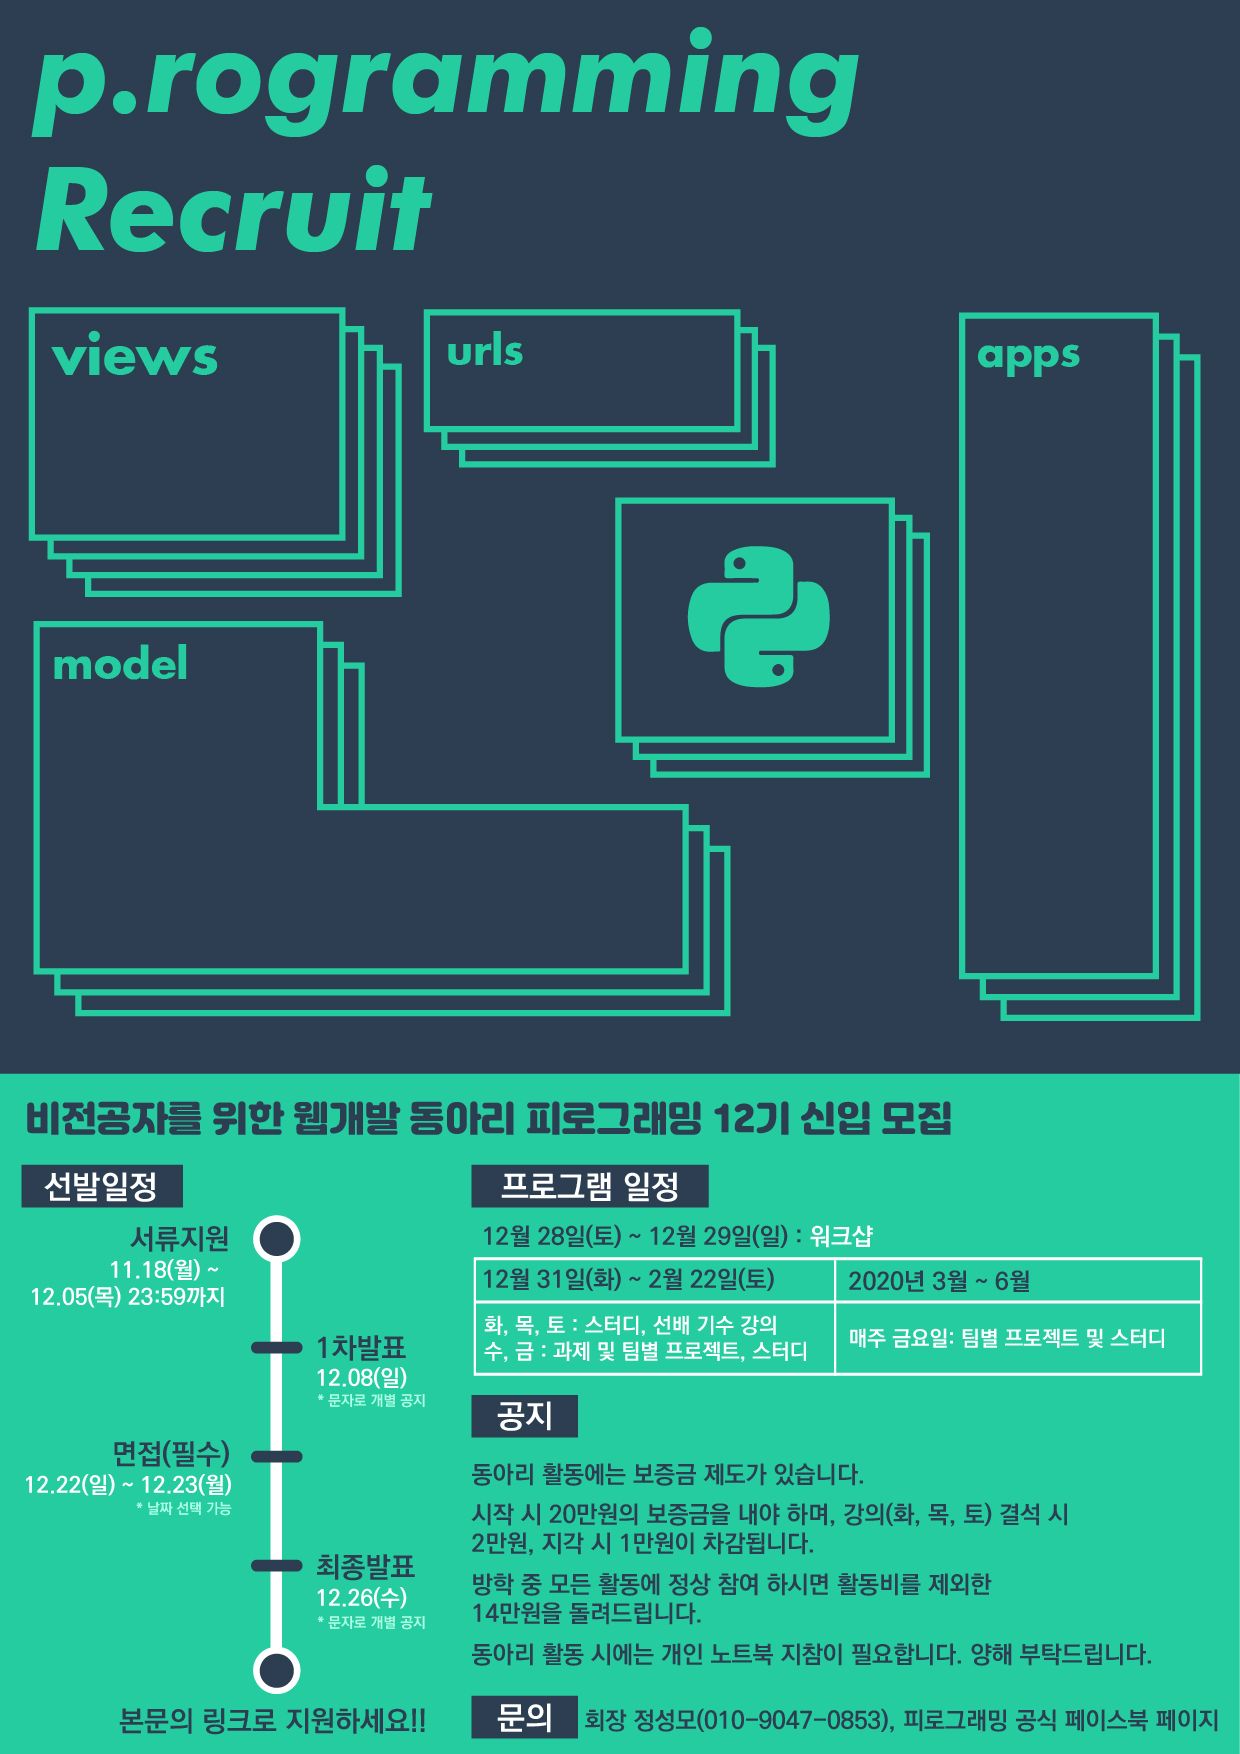 p.rogramming
Recruit
views
urls
apps
model
비전공자를 위한 웹개발 동아리 피로그래밍 12기 신입 모집
선발일정
서류지원
11.18(월) ~
12.05(목) 23:59까지
1차발표
12.08(일)
* 문자로 개별 공지
면접(필수)
12.22(일) ~ 12.23(월)
* 날짜 선택 가능
최종발표
12.26(수)
* 문자로 개별 공지
본문의 링크로 지원하세요!!
프로그램 일정
12월 28일(토) ~ 12월 29일(일) : 워크샵
12월 31일(화) ~ 2월 22일(토)
2020년 3월 ~ 6월
화, 목, 토 : 스터디, 선배 기수 강의
수, 금 : 과제 및 팀별 프로젝트, 스터디
매주 금요일: 팀별 프로젝트 및 스터디
공지
동아리 활동에는 보증금 제도가 있습니다.
시작 시 20만원의 보증금을 내야 하며, 강의(화, 목, 토) 결석 시
2만원, 지각 시 1만원이 차감됩니다.
방학 중 모든 활동에 정상 참여 하시면 활동비를 제외한
14만원을 돌려드립니다.
동아리 활동 시에는 개인 노트북 지참이 필요합니다. 양해 부탁드립니다.
문의
회장 정성모(010-9047-0853), 피로그래밍 공식 페이스북 페이지